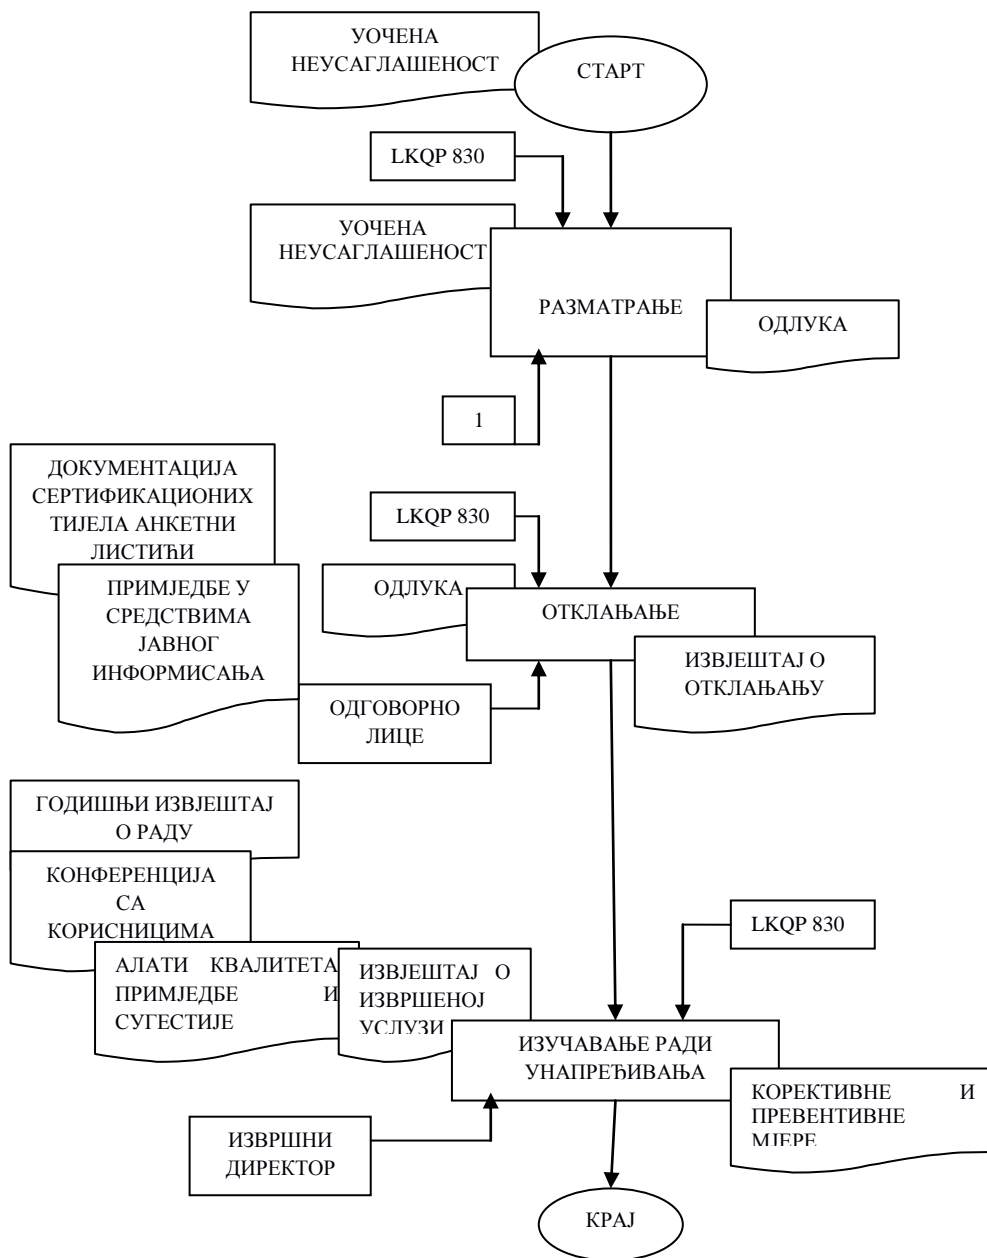 УОЧЕНА
НЕУСАГЛАШЕНОСТ
СТАРТ
LKQP 830
УОЧЕНА
НЕУСАГЛАШЕНОСТ
РАЗМАТРАЊЕ
ОДЛУКА
1
ДОКУМЕНТАЦИЈА
СЕРТИФИКАЦИОНИХ
ТИЈЕЛА АНКЕТНИ
ЛИСТИЋИ
LKQP 830
ПРИМЈЕДБЕ У
СРЕДСТВИМА
ЈАВНОГ
ИНФОРМИСАЊА
ОДЛУКА
ОТКЛАЊАЊЕ
ИЗВЈЕШТАЈ О
ОТКЛАЊАЊУ
ОДГОВОРНО
ЛИЦЕ
ГОДИШЊИ ИЗВЈЕШТАЈ
О РАДУ
КОНФЕРЕНЦИЈА
СА
КОРИСНИЦИМА
LKQP 830
АЛАТИ КВАЛИТЕТА
ПРИМЈЕДБЕ И
СУГЕСТИЈЕ
ИЗВЈЕШТАЈ О
ИЗВРШЕНОЈ
УСЛУЗИ
ИЗУЧАВАЊЕ РАДИ
УНАПРЕЂИВАЊА
КОРЕКТИВНЕ И
ПРЕВЕНТИВНЕ
МЈЕРЕ
ИЗВРШНИ
ДИРЕКТОР
КРАЈ